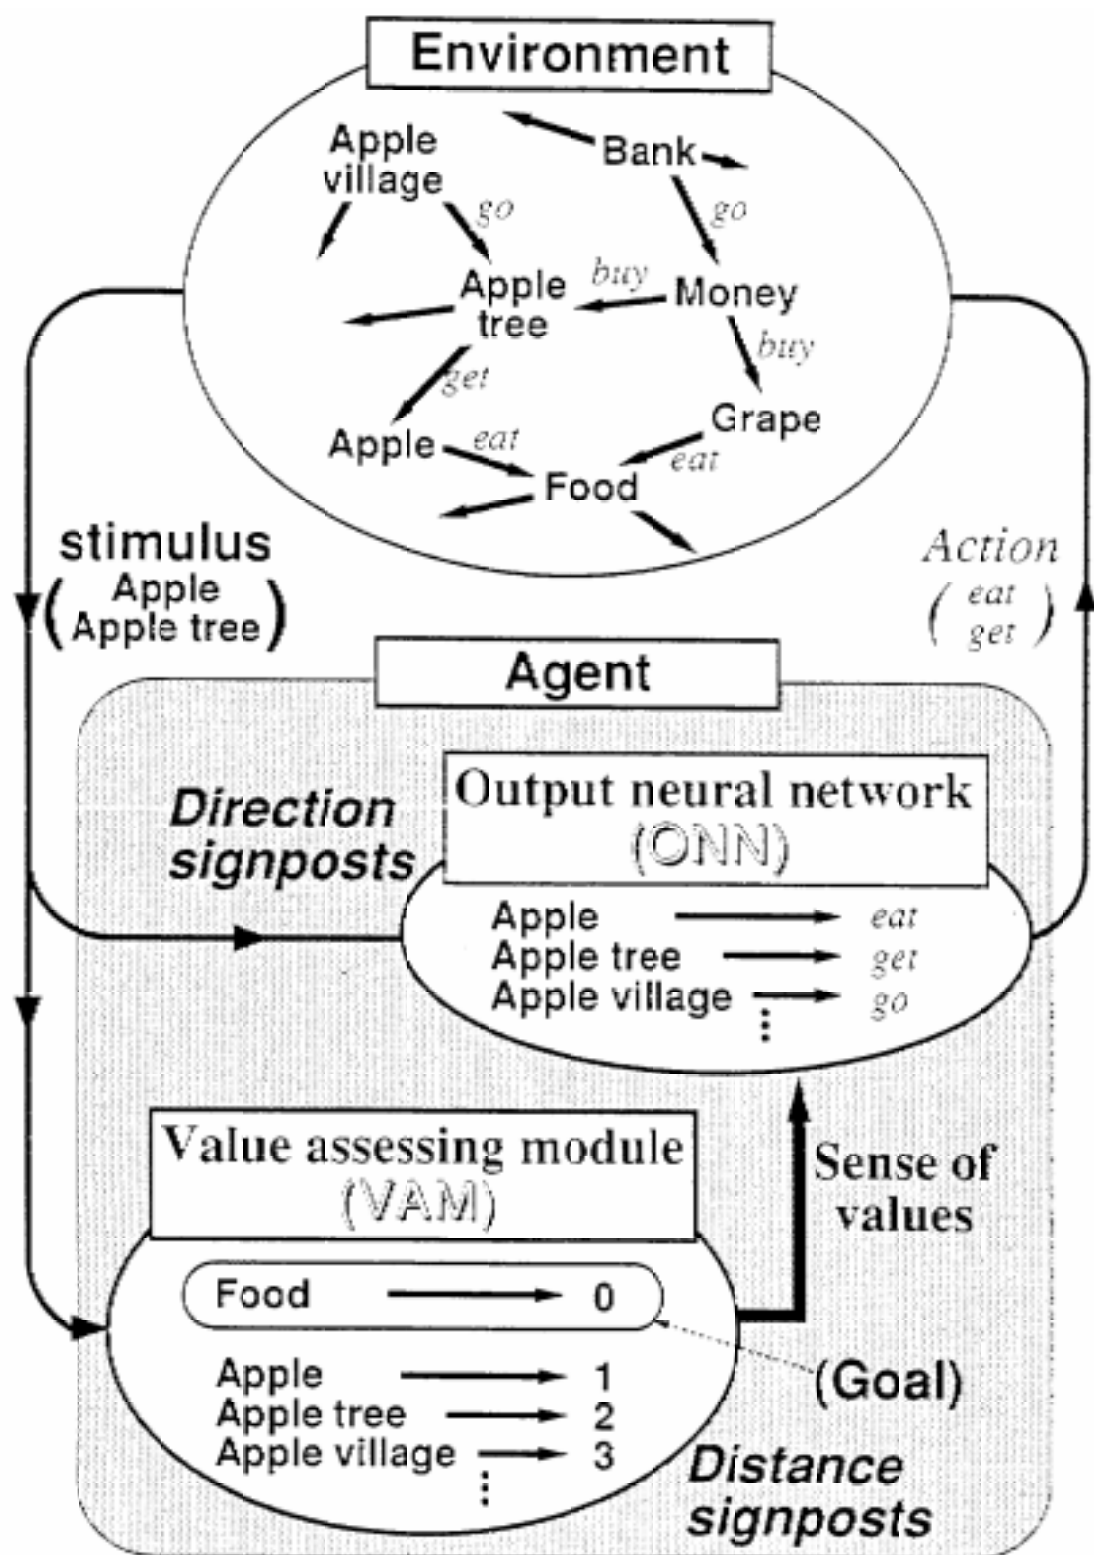 Environment
Apple
village
Bank
go
go
Apple
tree
buy
Money
get
buy
Apple
eat
Grape
eat
Food
stimulus
(Apple
Apple tree)
Action
(eat
get)
Agent
Direction
signposts
Output neural network
(ONN)
Apple → eat
Apple tree → get
Apple village → go
⋮
Value assessing module
(VAM)
Sense of
values
Food → 0
(Goal)
Apple → 1
Apple tree → 2
Apple village → 3
⋮
Distance
signposts